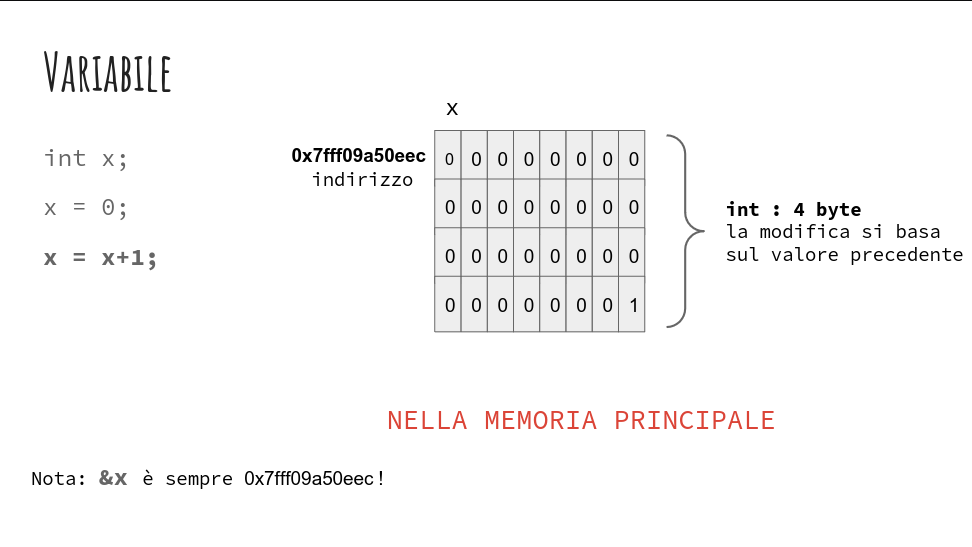 VARIABILE
x
int x;
x = 0;
x = x+1;
0x7fff09a50eec
indirizzo
0 0 0 0 0 0 0 0
0 0 0 0 0 0 0 0
0 0 0 0 0 0 0 0
0 0 0 0 0 0 0 1
int : 4 byte
la modifica si basa
sul valore precedente
NELLA MEMORIA PRINCIPALE
Nota: &x è sempre 0x7fff09a50eec!